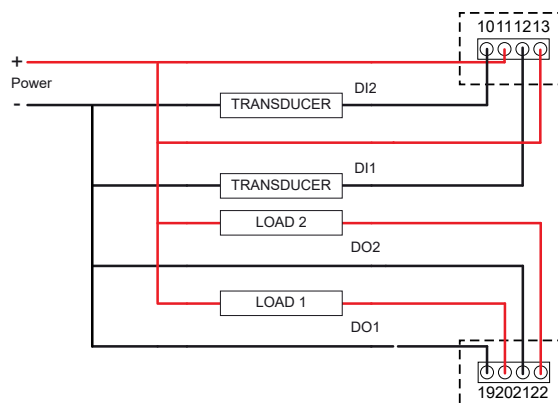 10111213
+
Power
-
DI2
TRANSDUCER
DI1
TRANSDUCER
LOAD 2
DO2
LOAD 1
DO1
19202122